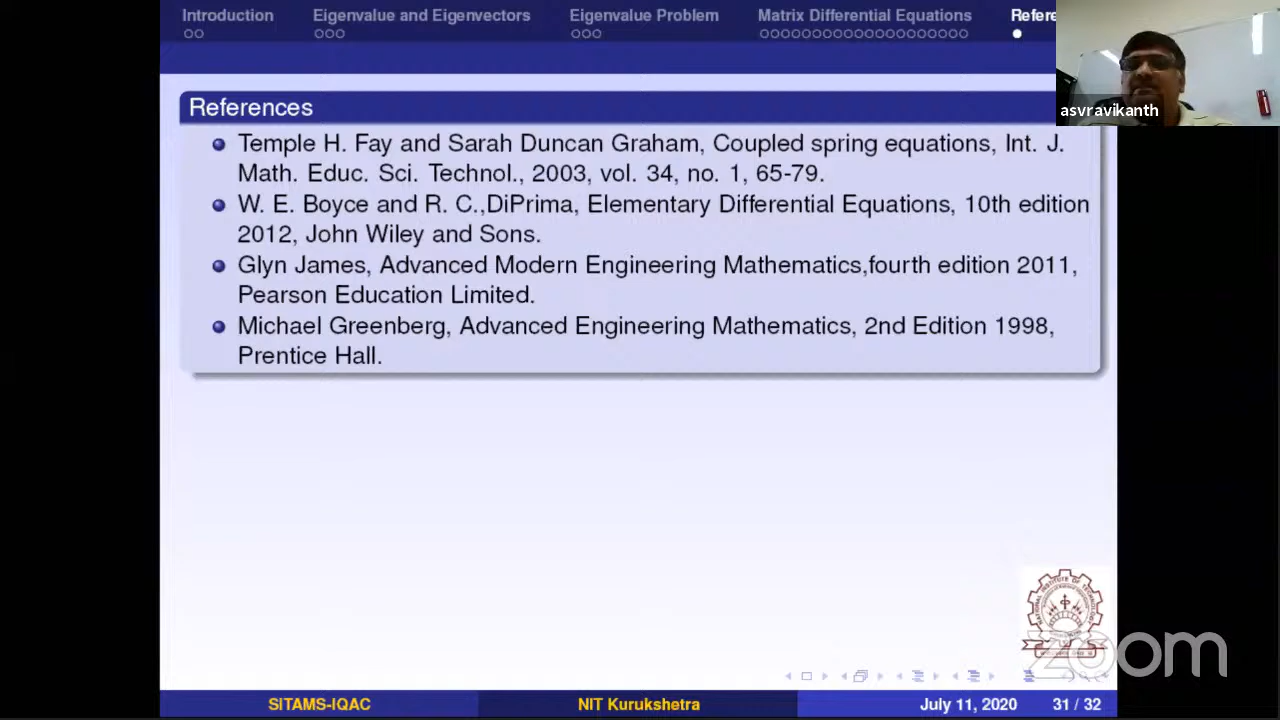 Introduction
Eigenvalue and Eigenvectors
Eigenvalue Problem
Matrix Differential Equations
Refere
asvravikanth
References
Temple H. Fay and Sarah Duncan Graham, Coupled spring equations, Int. J.
Math. Educ. Sci. Technol., 2003, vol. 34, no. 1, 65-79.
W. E. Boyce and R. C.,DiPrima, Elementary Differential Equations, 10th edition
2012, John Wiley and Sons.
Glyn James, Advanced Modern Engineering Mathematics,fourth edition 2011,
Pearson Education Limited.
Michael Greenberg, Advanced Engineering Mathematics, 2nd Edition 1998,
Prentice Hall.
zoom
SITAMS-IQAC
NIT Kurukshetra
July 11, 2020
31 / 32